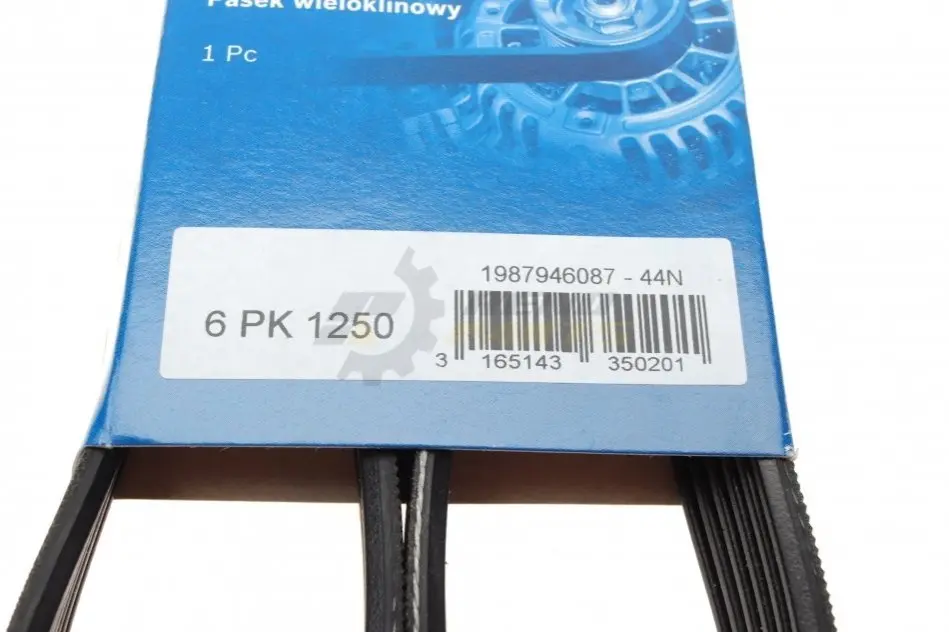 Pasek wieloklinowy
1 Pc
1987946087 - 44N
6 PK 1250
3 165143 350201